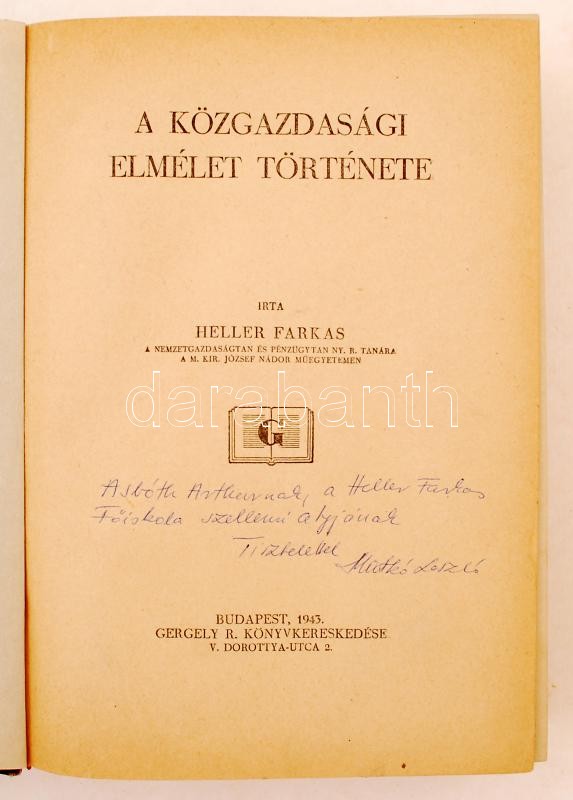 A KÖZGAZDASÁGI
ELMÉLET TÖRTÉNETE
IRTA
HELLER FARKAS
A NEMZETGAZDASÁGTAN ÉS PÉNZÜGYTAN NY. R. TANÁRA
A M. KIR. JÓZSEF NÁDOR MŰEGYETEMEN
darabanth
G
Asbóth Arthurnak, a Heller Farkas
Főiskola szellemi atyjának
Tisztelettel
László
BUDAPEST, 1943.
GERGELY R. KÖNYVKERESKEDÉSE
V. DOROTTYA-UTCA 2.